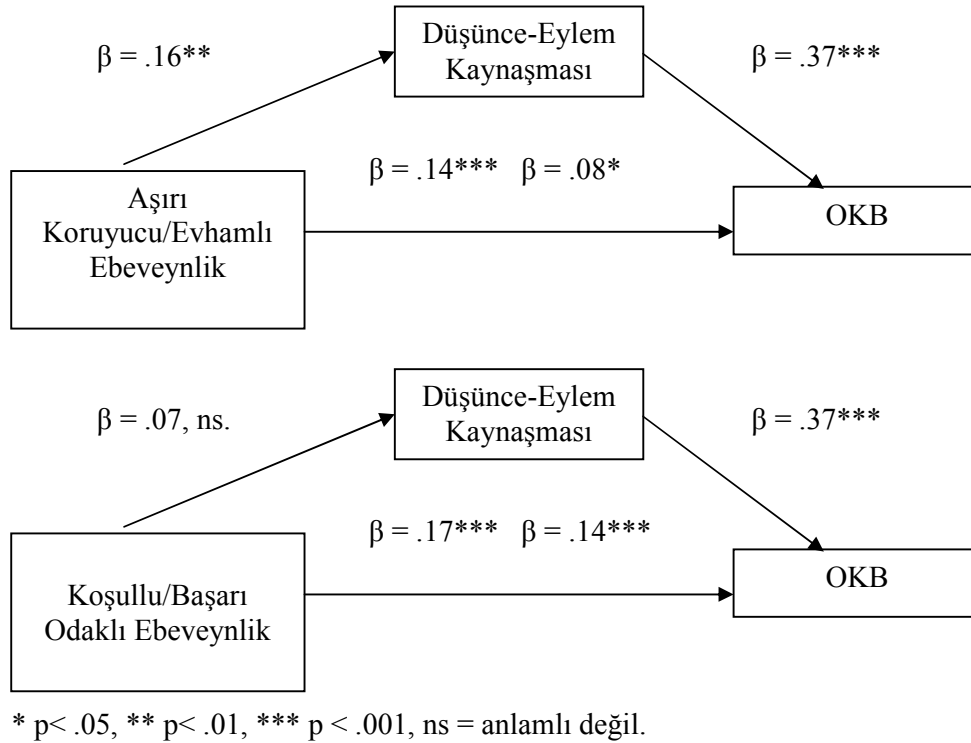 β = .16**
Düşünce-Eylem
Kaynaşması
β = .37***
β = .14*** β = .08*
Aşırı
Koruyucu/Evhamlı
Ebeveynlik
OKB
β = .07, ns.
Düşünce-Eylem
Kaynaşması
β = .37***
β = .17*** β = .14***
Koşullu/Başarı
Odaklı Ebeveynlik
OKB
* p< .05, ** p< .01, *** p < .001, ns = anlamlı değil.